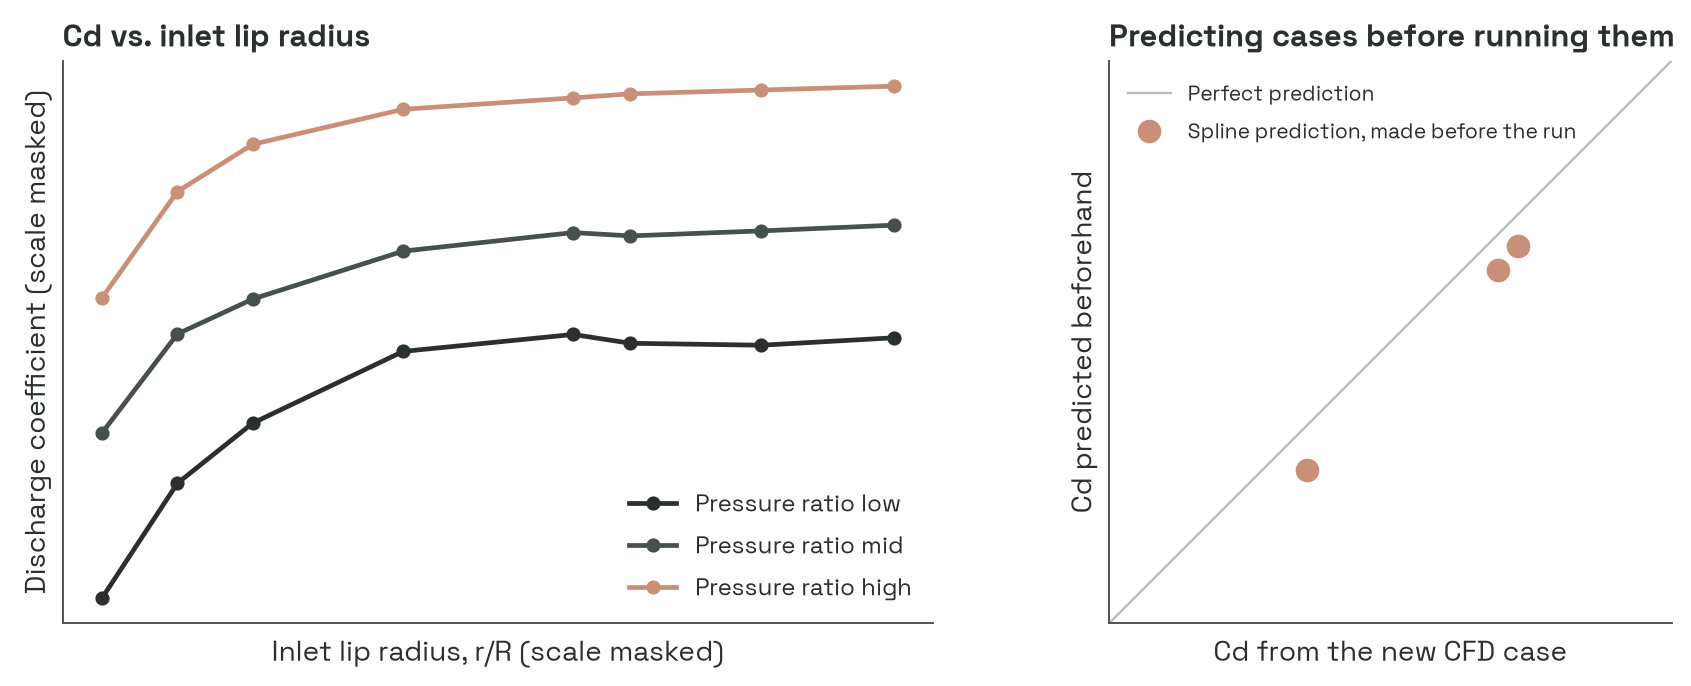 Cd vs. inlet lip radius
Discharge coefficient (scale masked)
Pressure ratio low
Pressure ratio mid
Pressure ratio high
Inlet lip radius, r/R (scale masked)
Predicting cases before running them
Perfect prediction
Spline prediction, made before the run
Cd predicted beforehand
Cd from the new CFD case